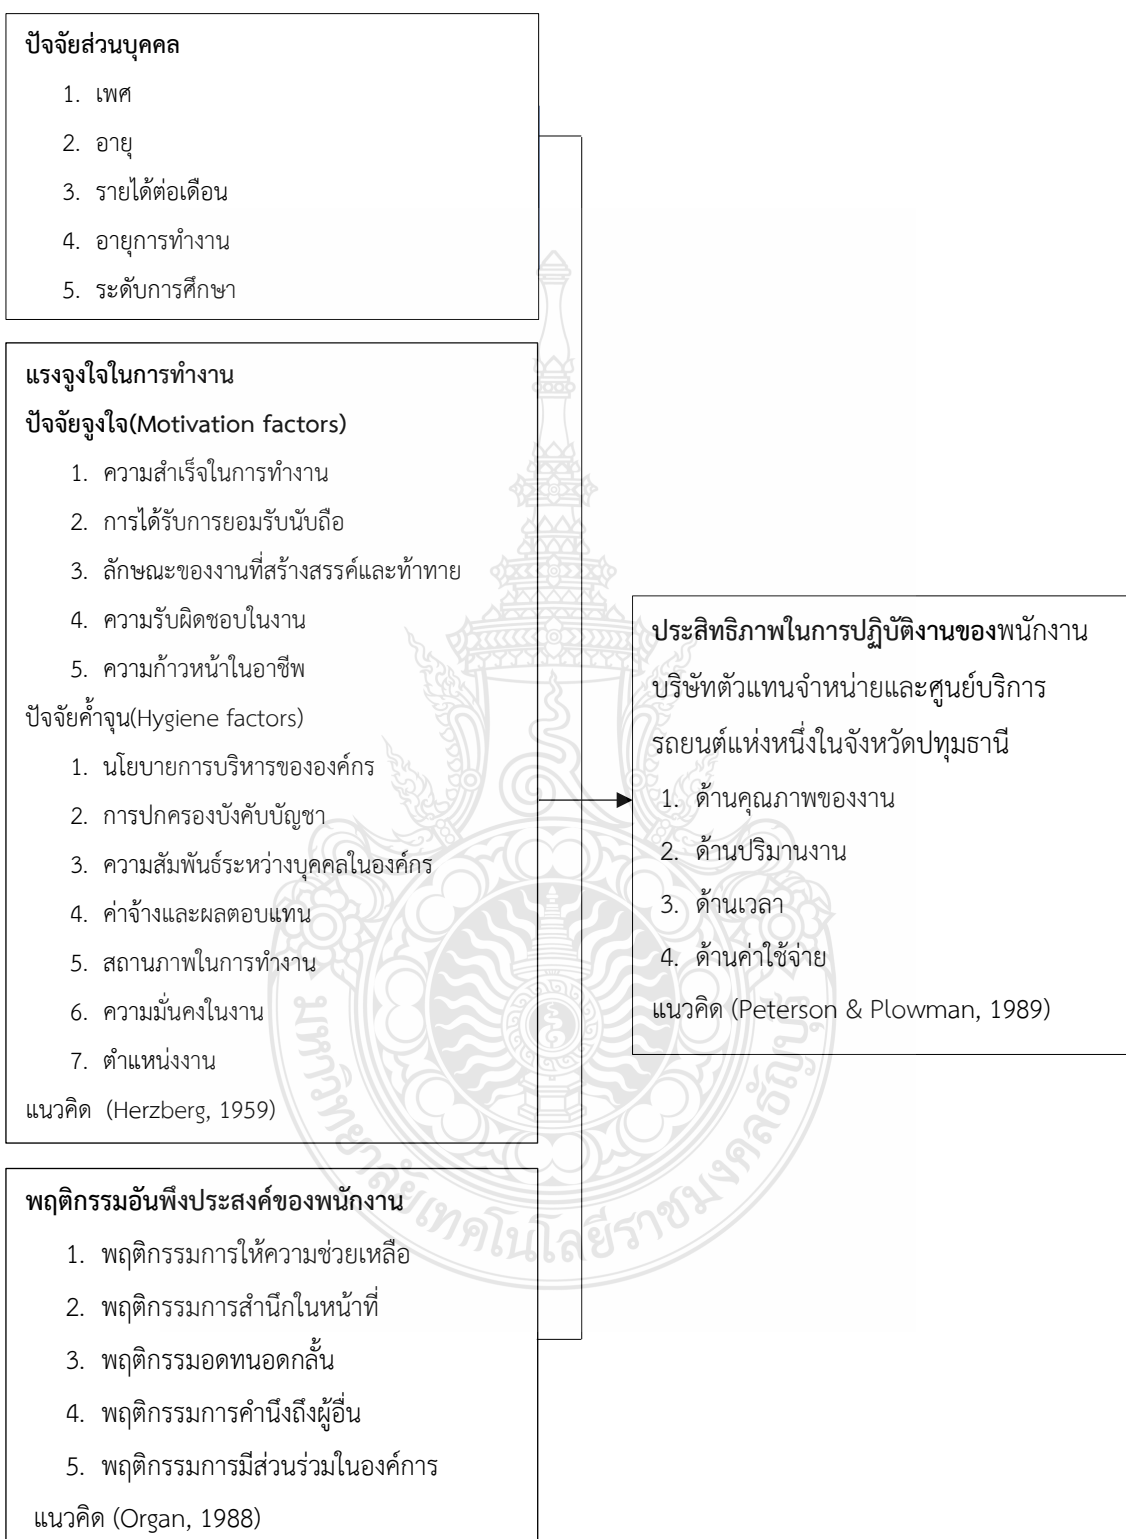 ปัจจัยส่วนบุคคล
1. เพศ
2. อายุ
3. รายได้ต่อเดือน
4. อายุการทำงาน
5. ระดับการศึกษา
แรงจูงใจในการทำงาน
ปัจจัยจูงใจ(Motivation factors)
1. ความสำเร็จในการทำงาน
2. การได้รับการยอมรับนับถือ
3. ลักษณะของงานที่สร้างสรรค์และท้าทาย
4. ความรับผิดชอบในงาน
5. ความก้าวหน้าในอาชีพ
ปัจจัยค้ำจุน(Hygiene factors)
1. นโยบายการบริหารขององค์กร
2. การปกครองบังคับบัญชา
3. ความสัมพันธ์ระหว่างบุคคลในองค์กร
4. ค่าจ้างและผลตอบแทน
5. สถานภาพในการทำงาน
6. ความมั่นคงในงาน
7. ตำแหน่งงาน
แนวคิด (Herzberg, 1959)
พฤติกรรมอันพึงประสงค์ของพนักงาน
1. พฤติกรรมการให้ความช่วยเหลือ
2. พฤติกรรมการสำนึกในหน้าที่
3. พฤติกรรมอดทนอดกลั้น
4. พฤติกรรมการคำนึงถึงผู้อื่น
5. พฤติกรรมการมีส่วนร่วมในองค์การ
แนวคิด (Organ, 1988)
ประสิทธิภาพในการปฏิบัติงานของพนักงาน
บริษัทตัวแทนจำหน่ายและศูนย์บริการ
รถยนต์แห่งหนึ่งในจังหวัดปทุมธานี
1. ด้านคุณภาพของงาน
2. ด้านปริมานงาน
3. ด้านเวลา
4. ด้านค่าใช้จ่าย
แนวคิด (Peterson & Plowman, 1989)
มหาวิทยาลัยเทคโนโลยีราชมงคลธัญบุรี